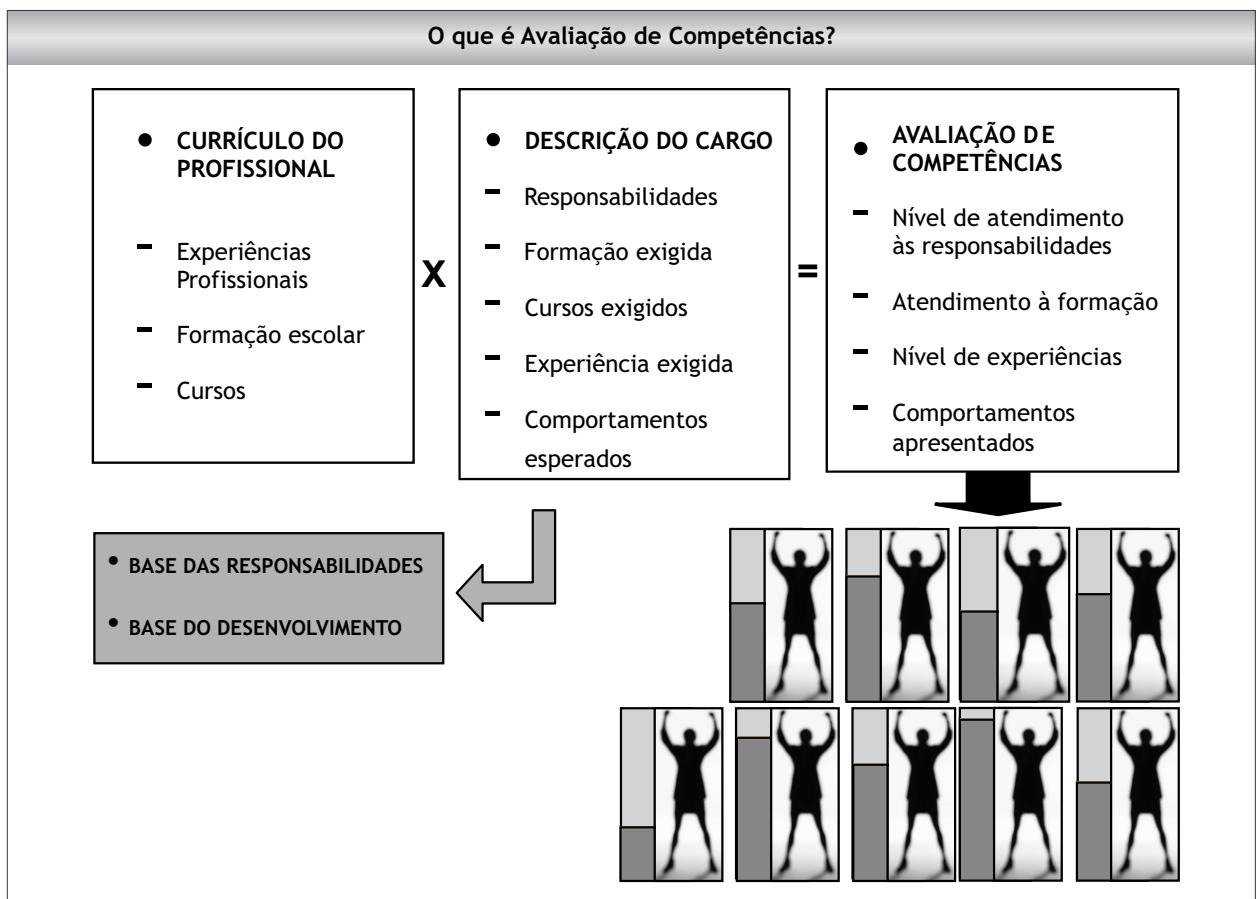 O que é Avaliação de Competências?
• CURRÍCULO DO
PROFISSIONAL
- Experiências
Profissionais
- Formação escolar
- Cursos
X
• DESCRIÇÃO DO CARGO
- Responsabilidades
- Formação exigida
- Cursos exigidos
- Experiência exigida
- Comportamentos
esperados
=
• AVALIAÇÃO DE
COMPETÊNCIAS
- Nível de atendimento
às responsabilidades
- Atendimento à formação
- Nível de experiências
- Comportamentos
apresentados
• BASE DAS RESPONSABILIDADES
• BASE DO DESENVOLVIMENTO